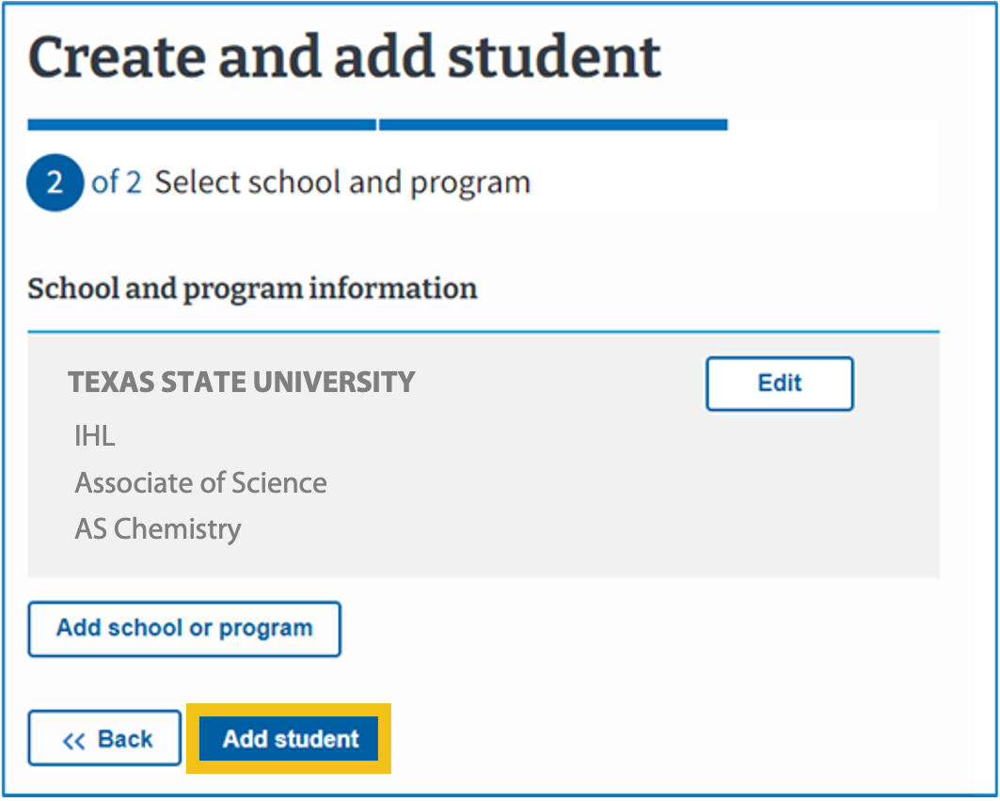 Create and add student
2 of 2 Select school and program
School and program information
TEXAS STATE UNIVERSITY
Edit
IHL
Associate of Science
AS Chemistry
Add school or program
<< Back
Add student